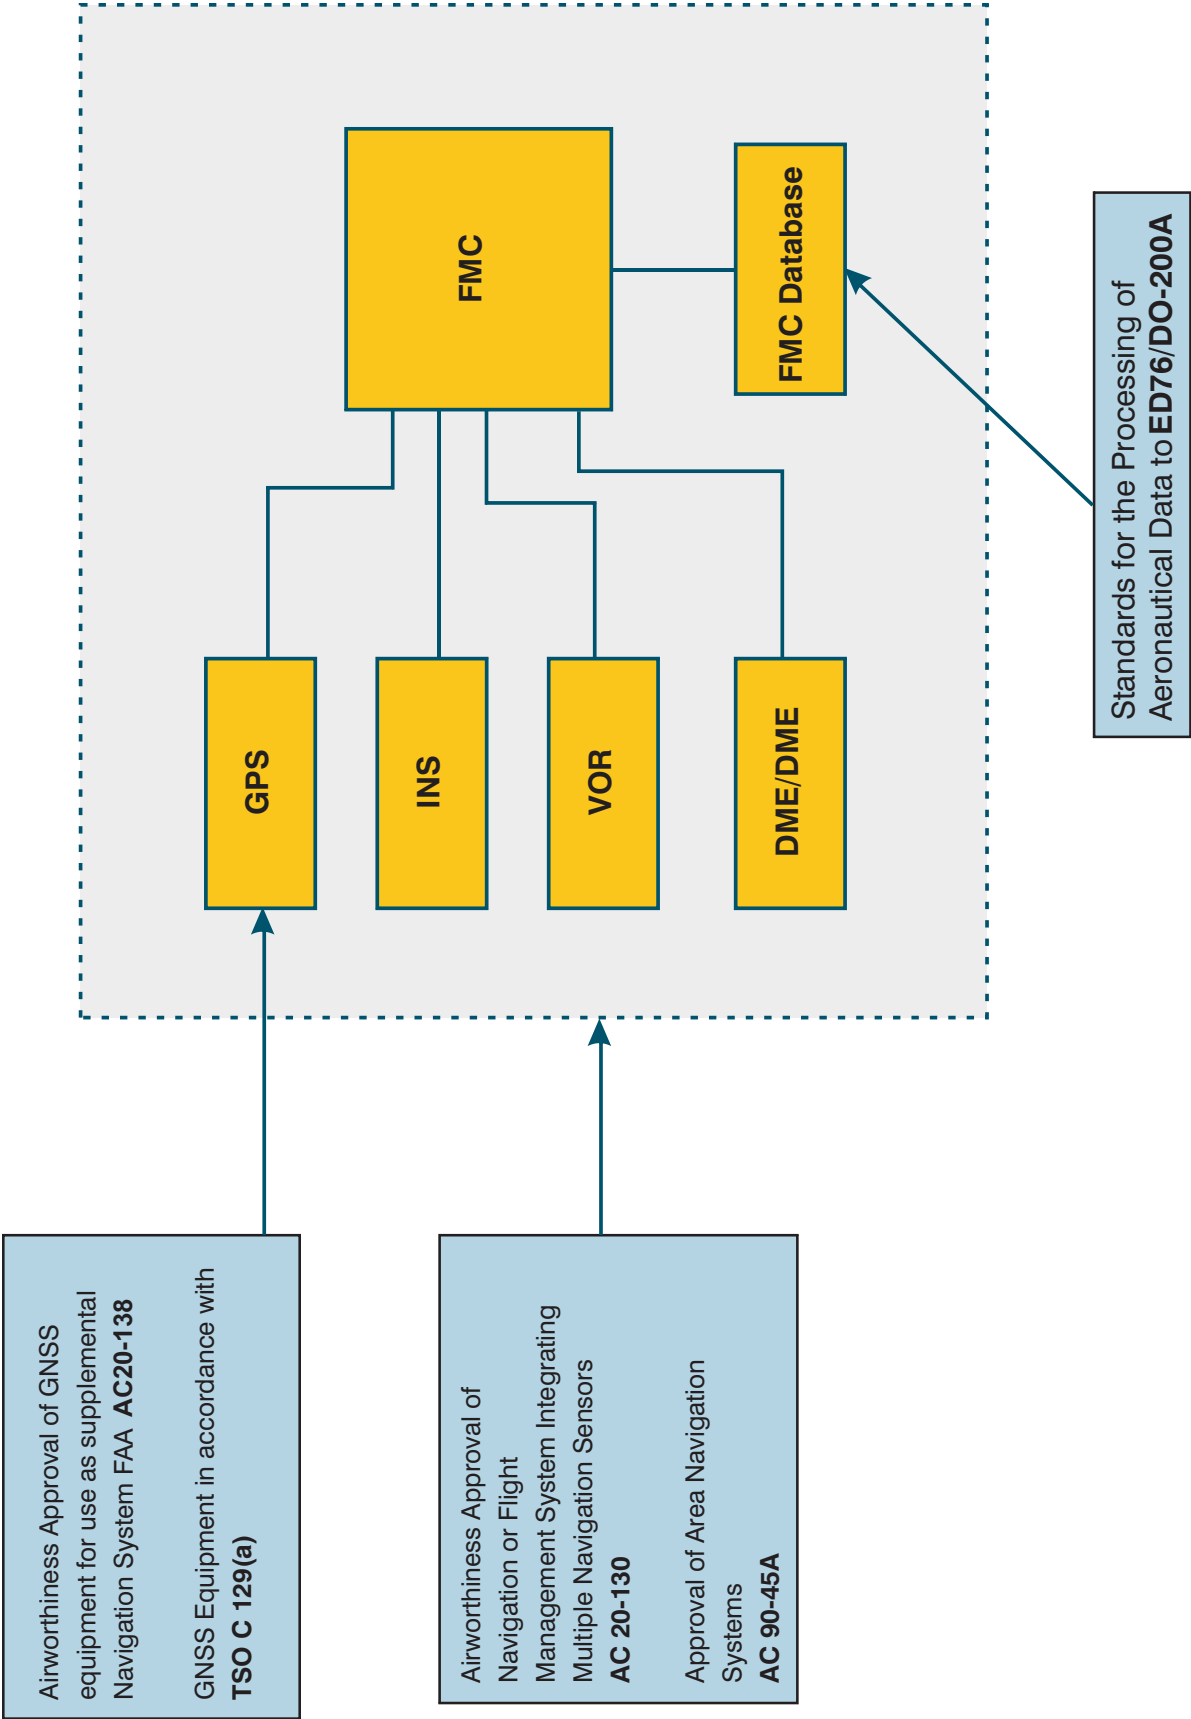 Airworthiness Approval of GNSS
equipment for use as supplemental
Navigation System FAA AC20-138
GNSS Equipment in accordance with
TSO C 129(a)
Airworthiness Approval of
Navigation or Flight
Management System Integrating
Multiple Navigation Sensors
AC 20-130
Approval of Area Navigation
Systems
AC 90-45A
GPS
INS
VOR
DME/DME
FMC
FMC Database
Standards for the Processing of
Aeronautical Data to ED76/DO-200A